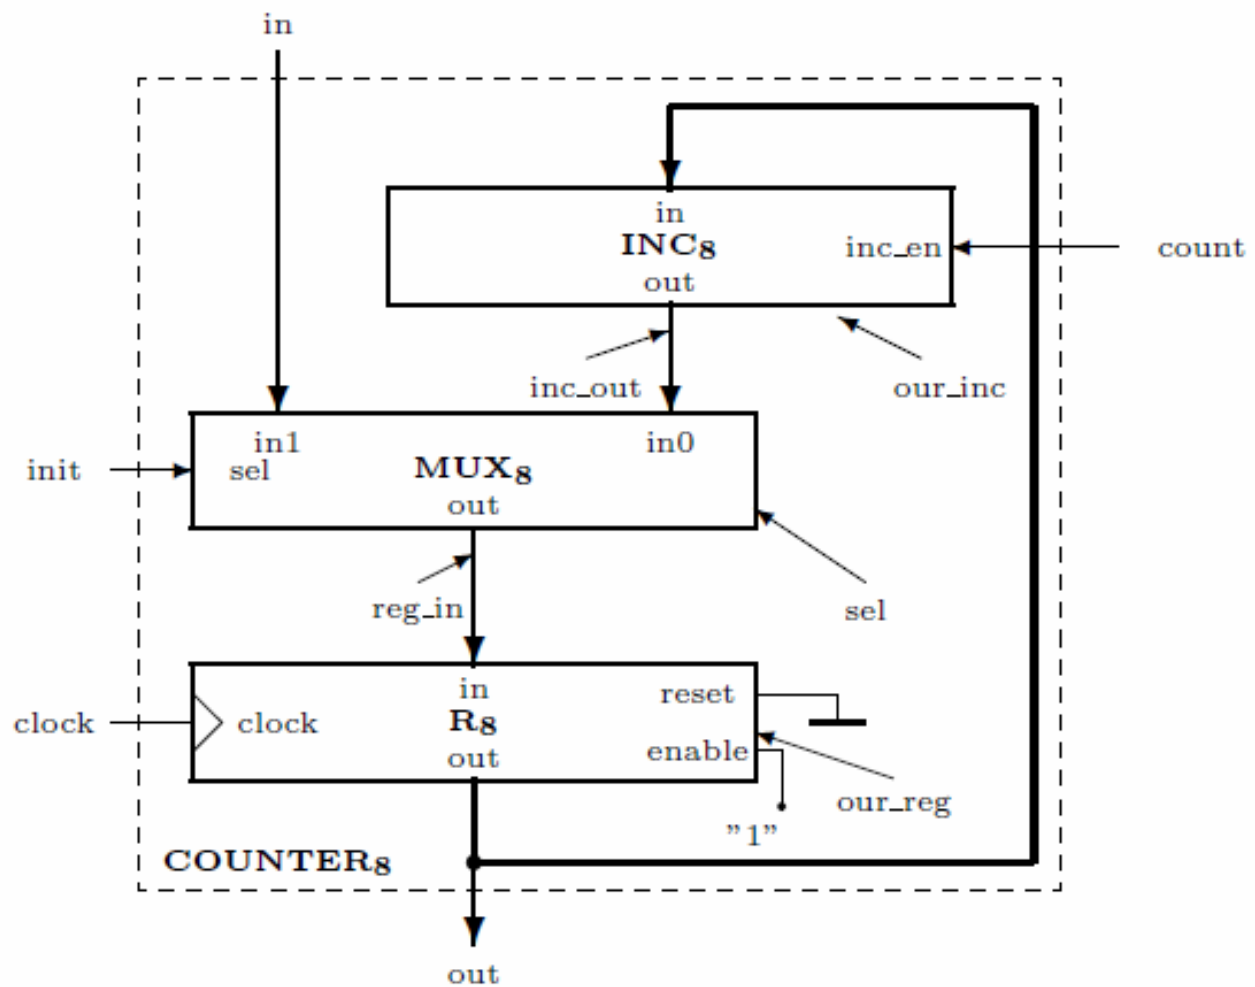 in
in
INC8
inc_en
count
out
inc_out
our_inc
in1
in0
init
sel
MUX8
out
reg_in
sel
in
reset
clock
clock
R8
out
enable
our_reg
"1"
COUNTER8
out